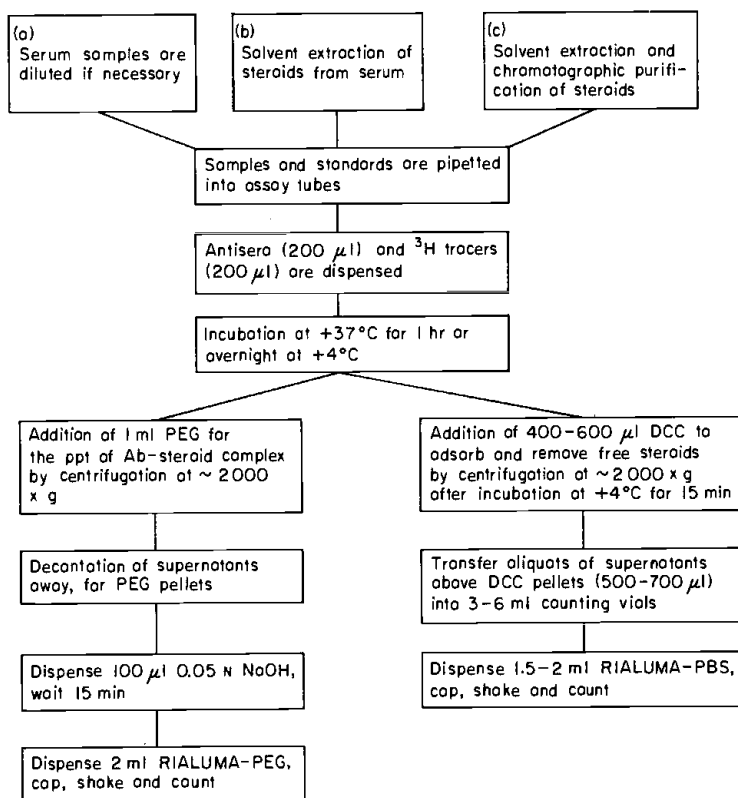 (a)
Serum samples are
diluted if necessary
(b)
Solvent extraction of
steroids from serum
(c)
Solvent extraction and
chromatographic purifi-
cation of steroids
Samples and standards are pipetted
into assay tubes
Antisera (200 µl) and ³H tracers
(200 µl) are dispensed
Incubation at +37°C for 1 hr or
overnight at +4°C
Addition of 1 ml PEG for
the ppt of Ab-steroid complex
by centrifugation at ~ 2000
x g
Decantation of supernatants
away, for PEG pellets
Dispense 100 µl 0.05 N NaOH,
wait 15 min
Dispense 2 ml RIALUMA-PEG,
cap, shake and count
Addition of 400-600 µl DCC to
adsorb and remove free steroids
by centrifugation at ~2000 x g
after incubation at +4°C for 15 min
Transfer aliquots of supernatants
above DCC pellets (500-700 µl)
into 3-6 ml counting vials
Dispense 1.5-2 ml RIALUMA-PBS,
cap, shake and count